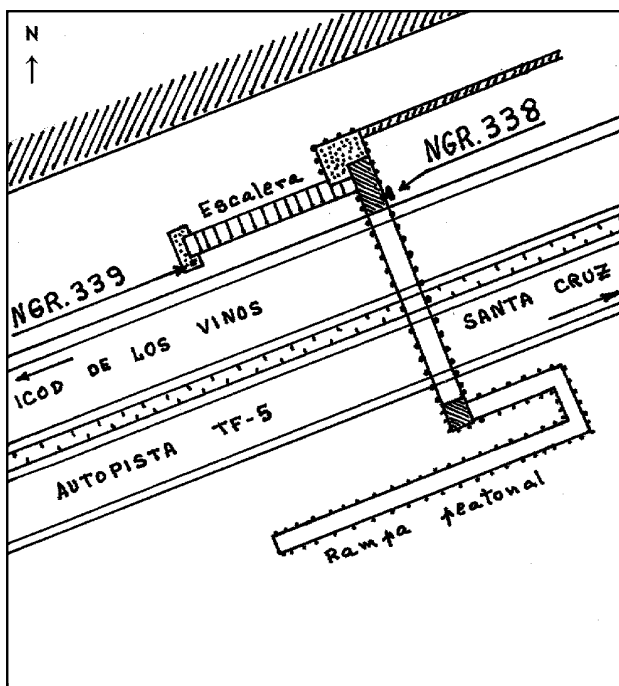 N
NGR. 338
Escalera
NGR. 339
ICOD DE LOS VINOS
SANTA CRUZ
AUTOPISTA TF-5
Rampa peatonal